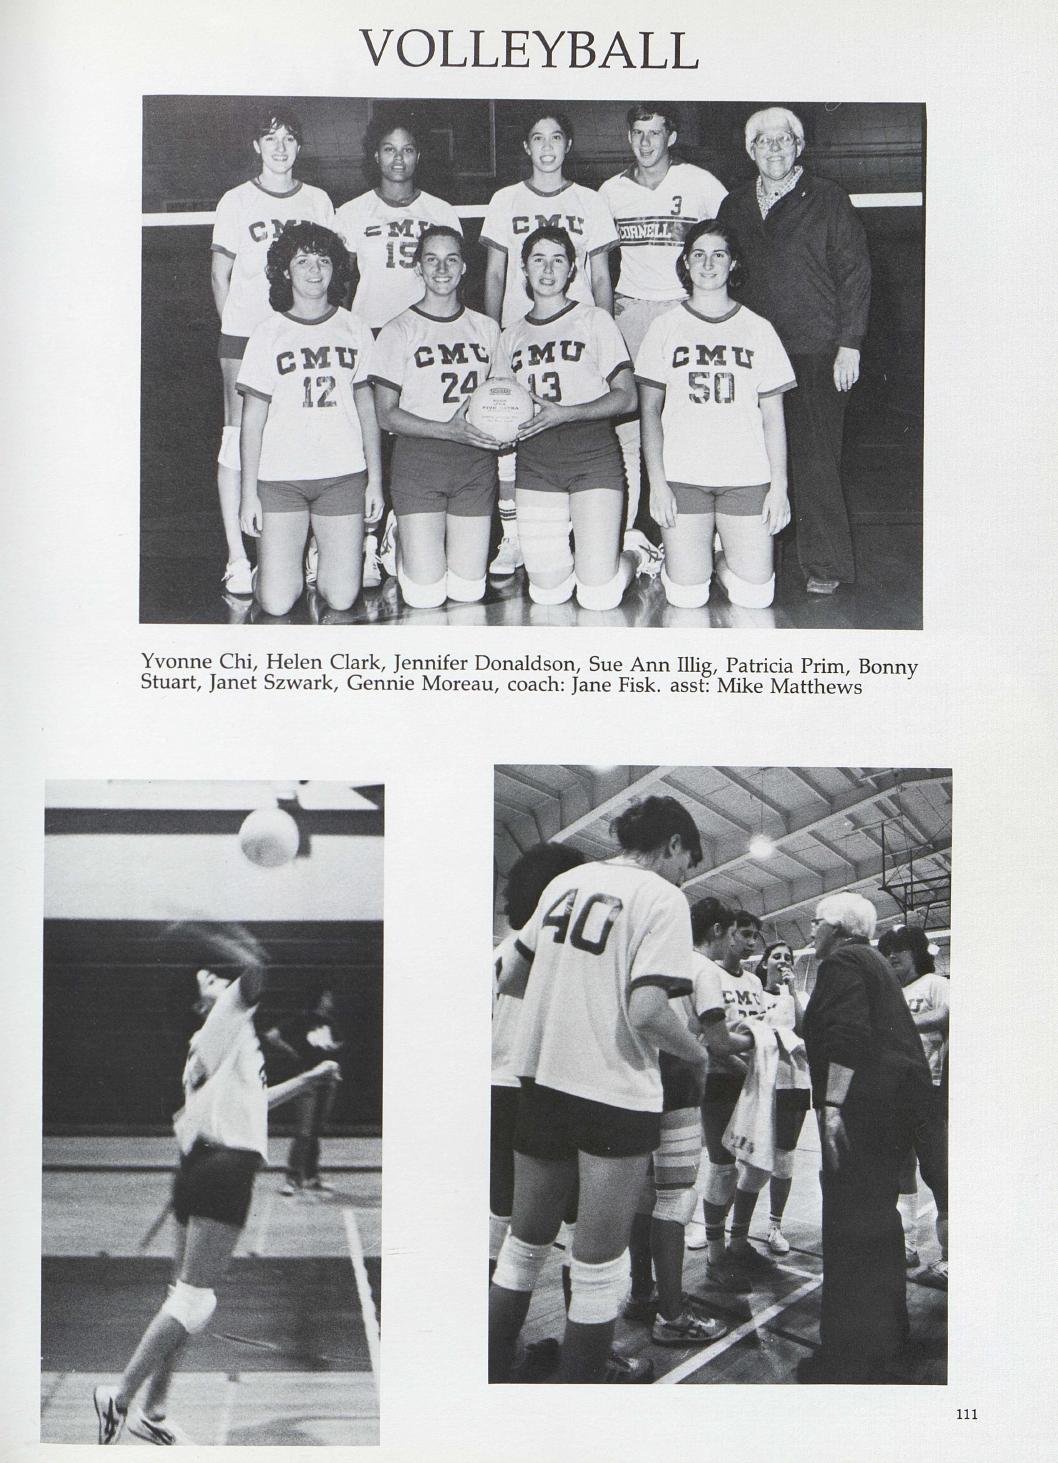 VOLLEYBALL
CMU
CMU
15
CMU
3
CORNELL
CMU
12
CMU
24
CMU
13
CMU
50
Yvonne Chi, Helen Clark, Jennifer Donaldson, Sue Ann Illig, Patricia Prim, Bonny
Stuart, Janet Szwark, Gennie Moreau, coach: Jane Fisk. asst: Mike Matthews
40
CMU
CMU
111